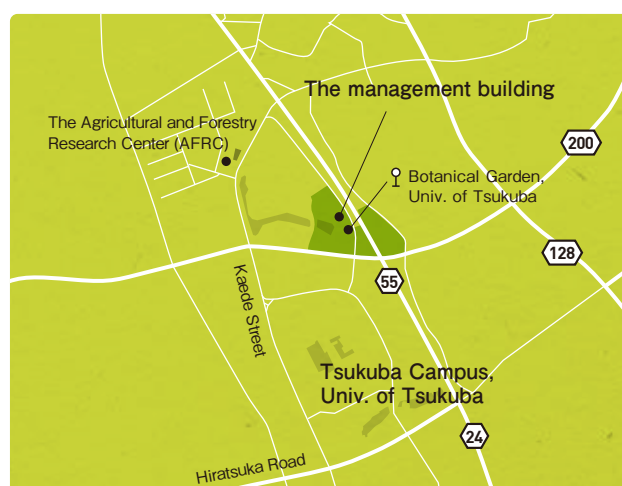 The management building
The Agricultural and Forestry
Research Center (AFRC)
200
Botanical Garden,
Univ. of Tsukuba
128
55
Kaede Street
Tsukuba Campus,
Univ. of Tsukuba
24
Hiratsuka Road